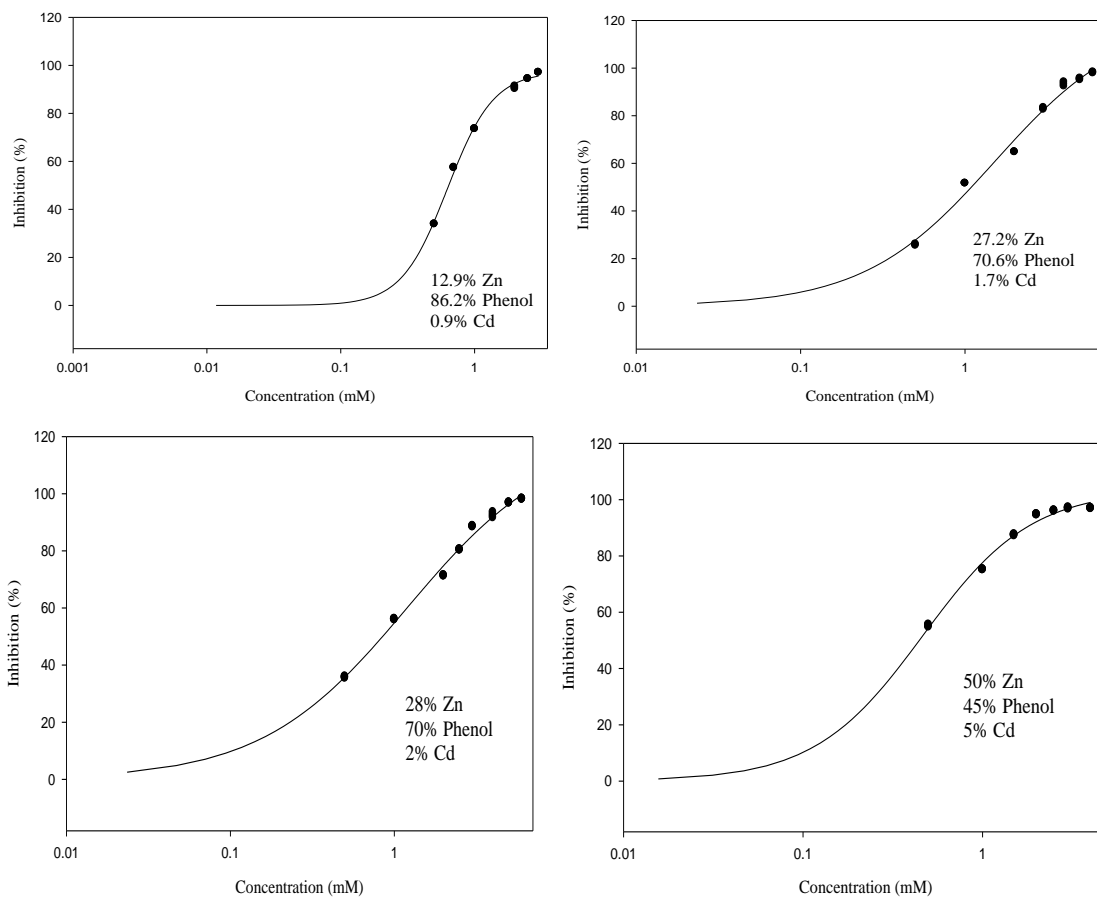 120
100
80
60
40
20
0
Inhibition (%)
12.9% Zn
86.2% Phenol
0.9% Cd
0.001
0.01
0.1
1
Concentration (mM)
120
100
80
60
40
20
0
Inhibition (%)
27.2% Zn
70.6% Phenol
1.7% Cd
0.01
0.1
1
Concentration (mM)
120
100
80
60
40
20
0
Inhibition (%)
28% Zn
70% Phenol
2% Cd
0.01
0.1
1
Concentration (mM)
120
100
80
60
40
20
0
Inhibition (%)
50% Zn
45% Phenol
5% Cd
0.01
0.1
1
Concentration (mM)